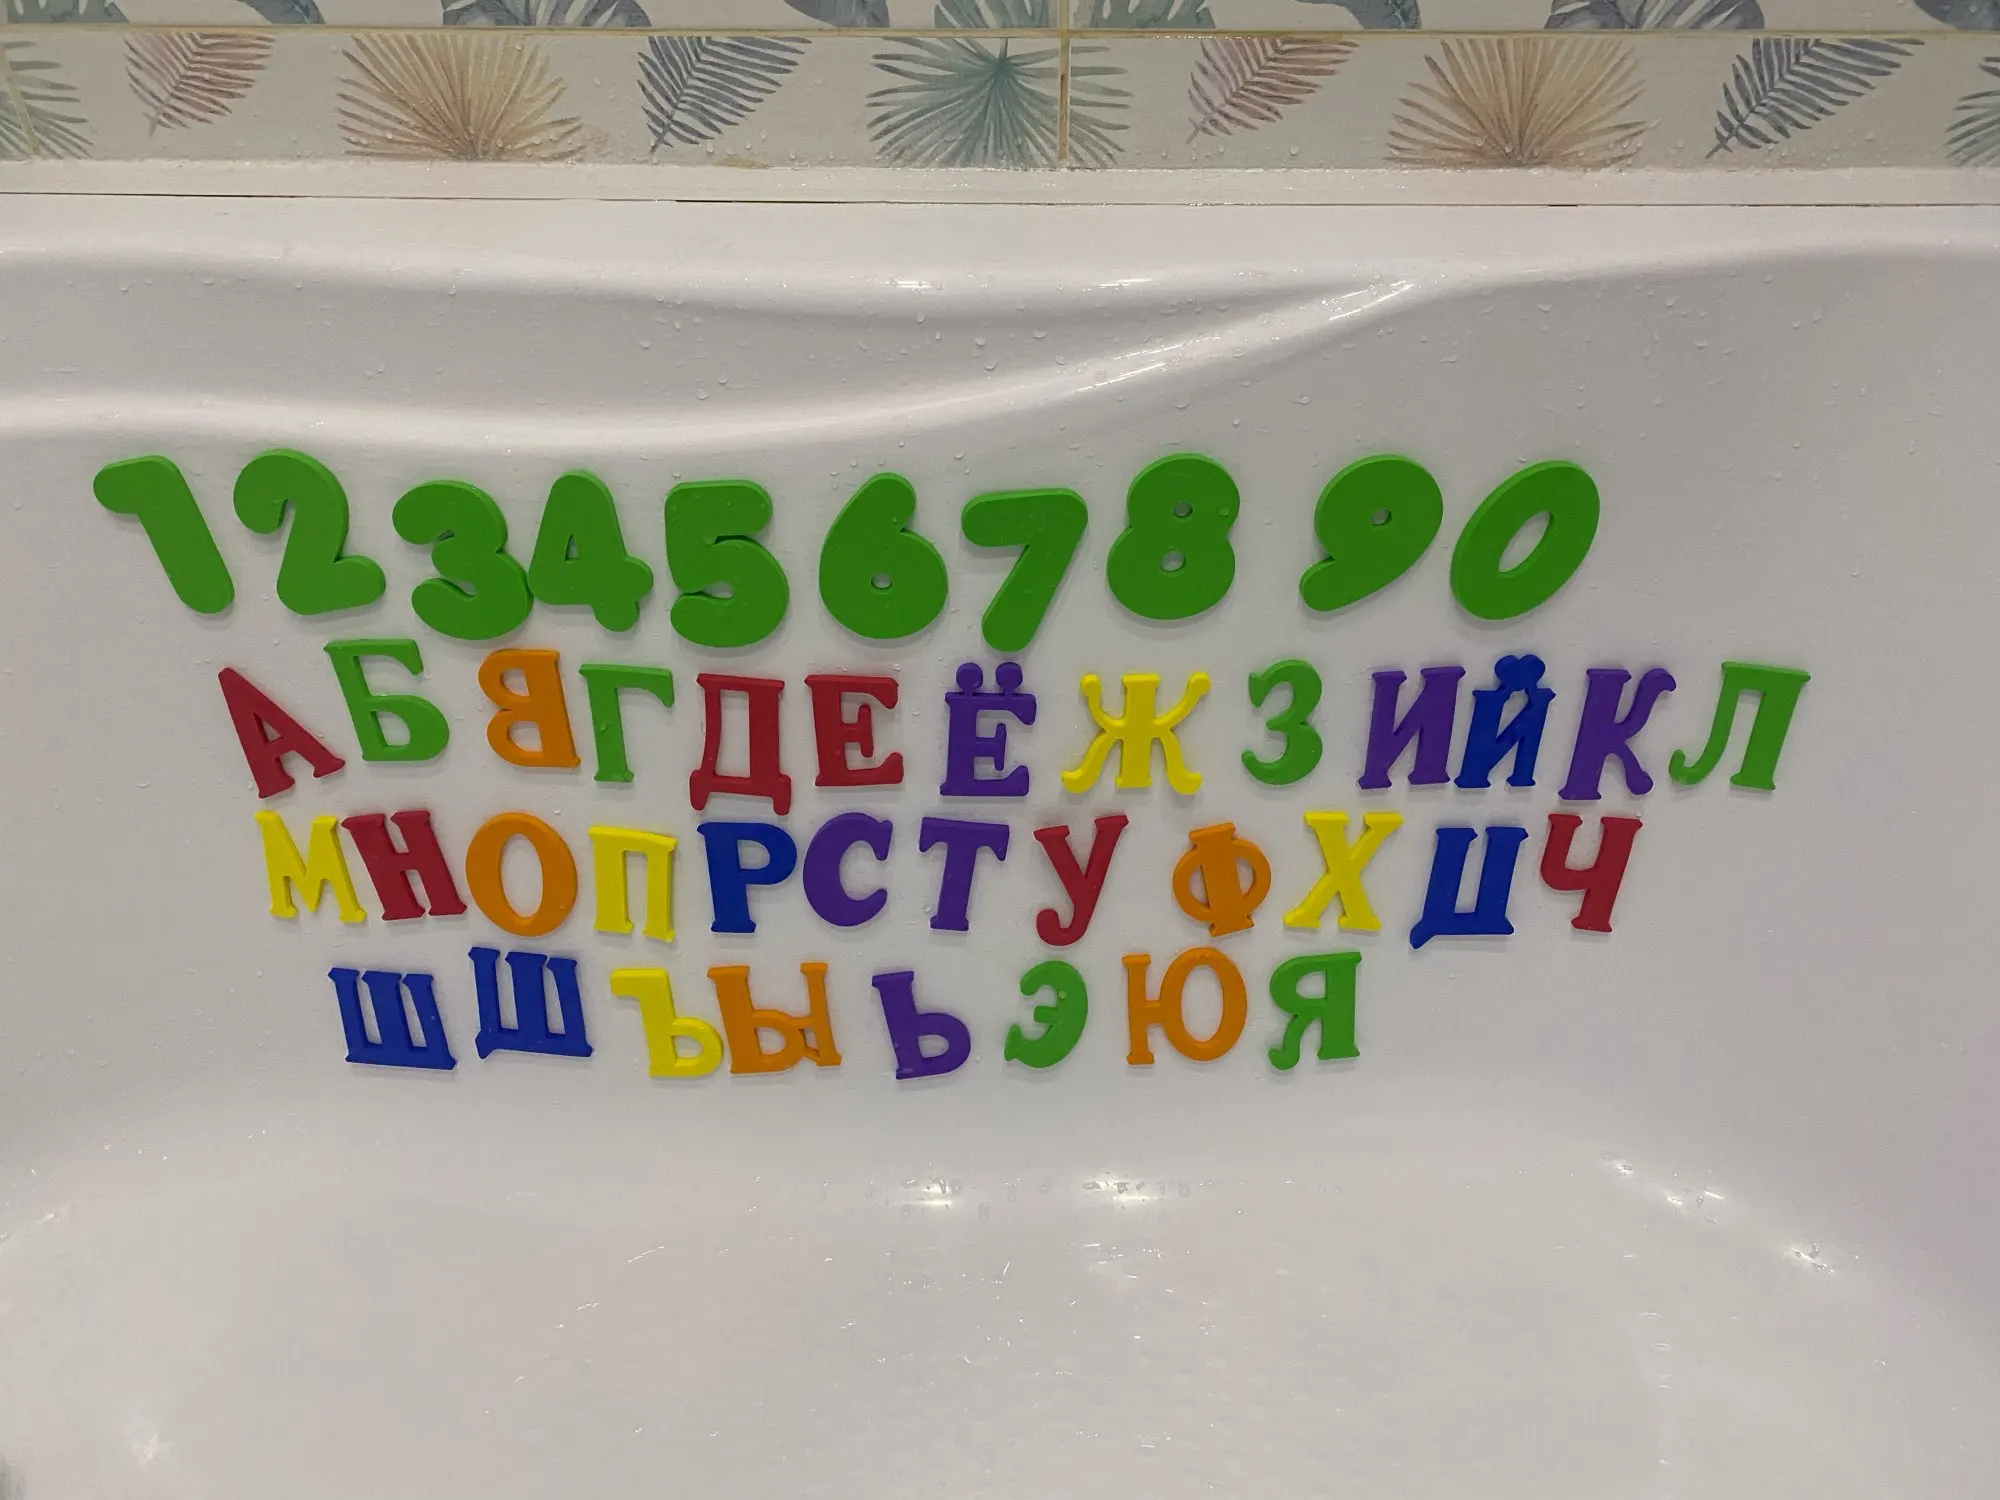 1234567890
АБВГДЕЁЖЗИЙКЛ
МНОПРСТУФХЦЧ
ШЩЪЫЬЭЮЯ